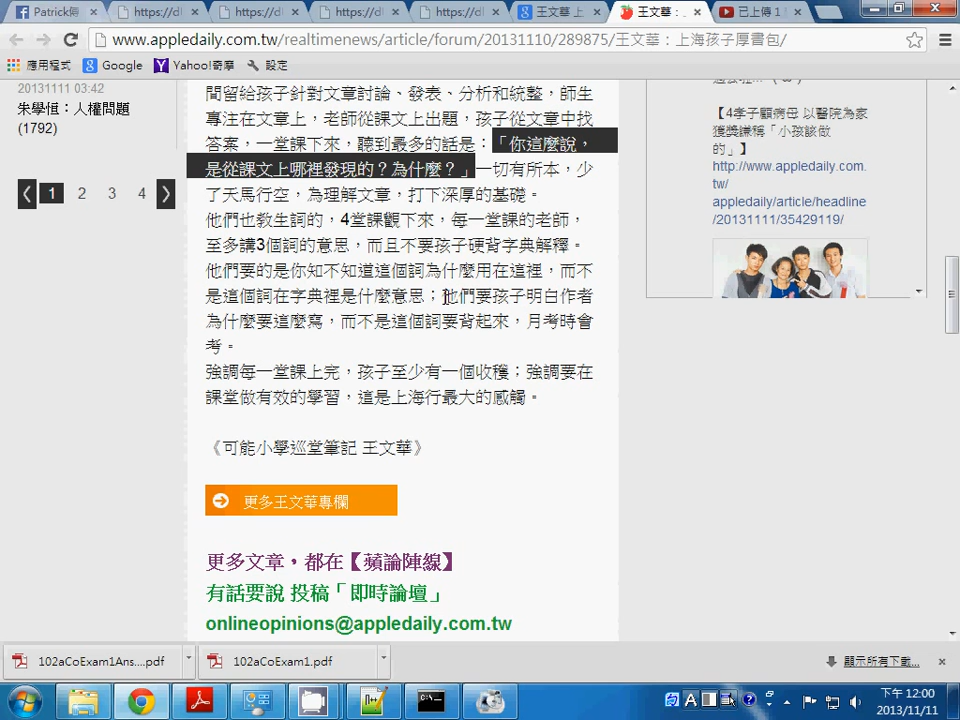 Patrick侷
https://dl
https://dl
https://dl
https://dl
王文華 上
王文華：.
已上傳 1
www.appledaily.com.tw/realtimenews/article/forum/20131110/289875/王文華：上海孩子厚書包/
應用程式
Google
Yahoo!奇摩
設定
20131111 03:42
朱學恒：人權問題
(1792)
1 2 3 4
間留給孩子針對文章討論、發表、分析和統整，師生
專注在文章上，老師從課文上出題，孩子從文章中找
答案，一堂課下來，聽到最多的話是：「你這麼說，
是從課文上哪裡發現的？為什麼？」一切有所本，少
了天馬行空，為理解文章，打下深厚的基礎。
他們也教生詞的，4堂課觀下來，每一堂課的老師，
至多講3個詞的意思，而且不要孩子硬背字典解釋。
他們要的是你知不知道這個詞為什麼用在這裡，而不
是這個詞在字典裡是什麼意思；他們要孩子明白作者
為什麼要這麼寫，而不是這個詞要背起來，月考時會
考。
強調每一堂課上完，孩子至少有一個收穫；強調要在
課堂做有效的學習，這是上海行最大的感觸。
《可能小學巡堂筆記 王文華》
更多王文華專欄
更多文章，都在【蘋論陣線】
有話要說 投稿「即時論壇」
onlineopinions@appledaily.com.tw
【4孝子顧病母 以醫院為家
獲獎謙稱「小孩該做
的」】
http://www.appledaily.com.
tw/
appledaily/article/headline
/20131111/35429119/
102aCoExam1Ans....pdf
102aCoExam1.pdf
顯示所有下載...
下午 12:00
2013/11/11